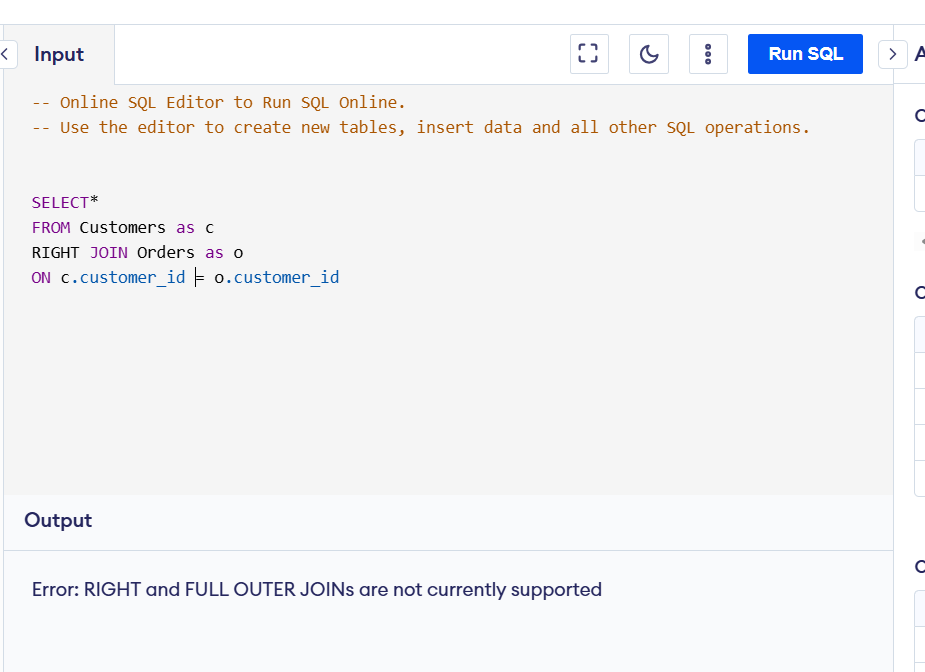 Input
Run SQL
-- Online SQL Editor to Run SQL Online.
-- Use the editor to create new tables, insert data and all other SQL operations.
SELECT*
FROM Customers as c
RIGHT JOIN Orders as o
ON c.customer_id = o.customer_id
Output
Error: RIGHT and FULL OUTER JOINs are not currently supported